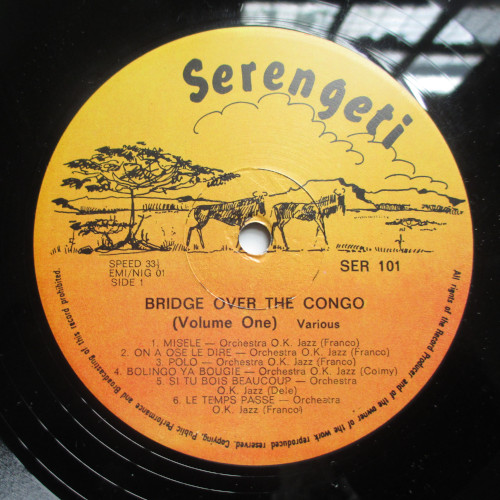 Serengeti
SPEED 33⅓
EMI/NIG 01
SIDE 1
SER 101
BRIDGE OVER THE CONGO
(Volume One) Various
1. MISELE — Orchestra O.K. Jazz (Franco)
2. ON A OSE LE DIRE — Orchestra O.K. Jazz (Franco)
3. POLO — Orchestra O.K. Jazz (Franco)
4. BOLINGO YA BOUGIE — Orchestra O.K. Jazz (Coimy)
5. SI TU BOIS BEAUCOUP — Orchestra
O.K. Jazz (Dele)
6. LE TEMPS PASSE — Orchestra
O.K. Jazz (Franco)
All rights of the Record Producer and of the owner of the work reproduced reserved. Copying, Public Performance and Broadcasting of this record prohibited